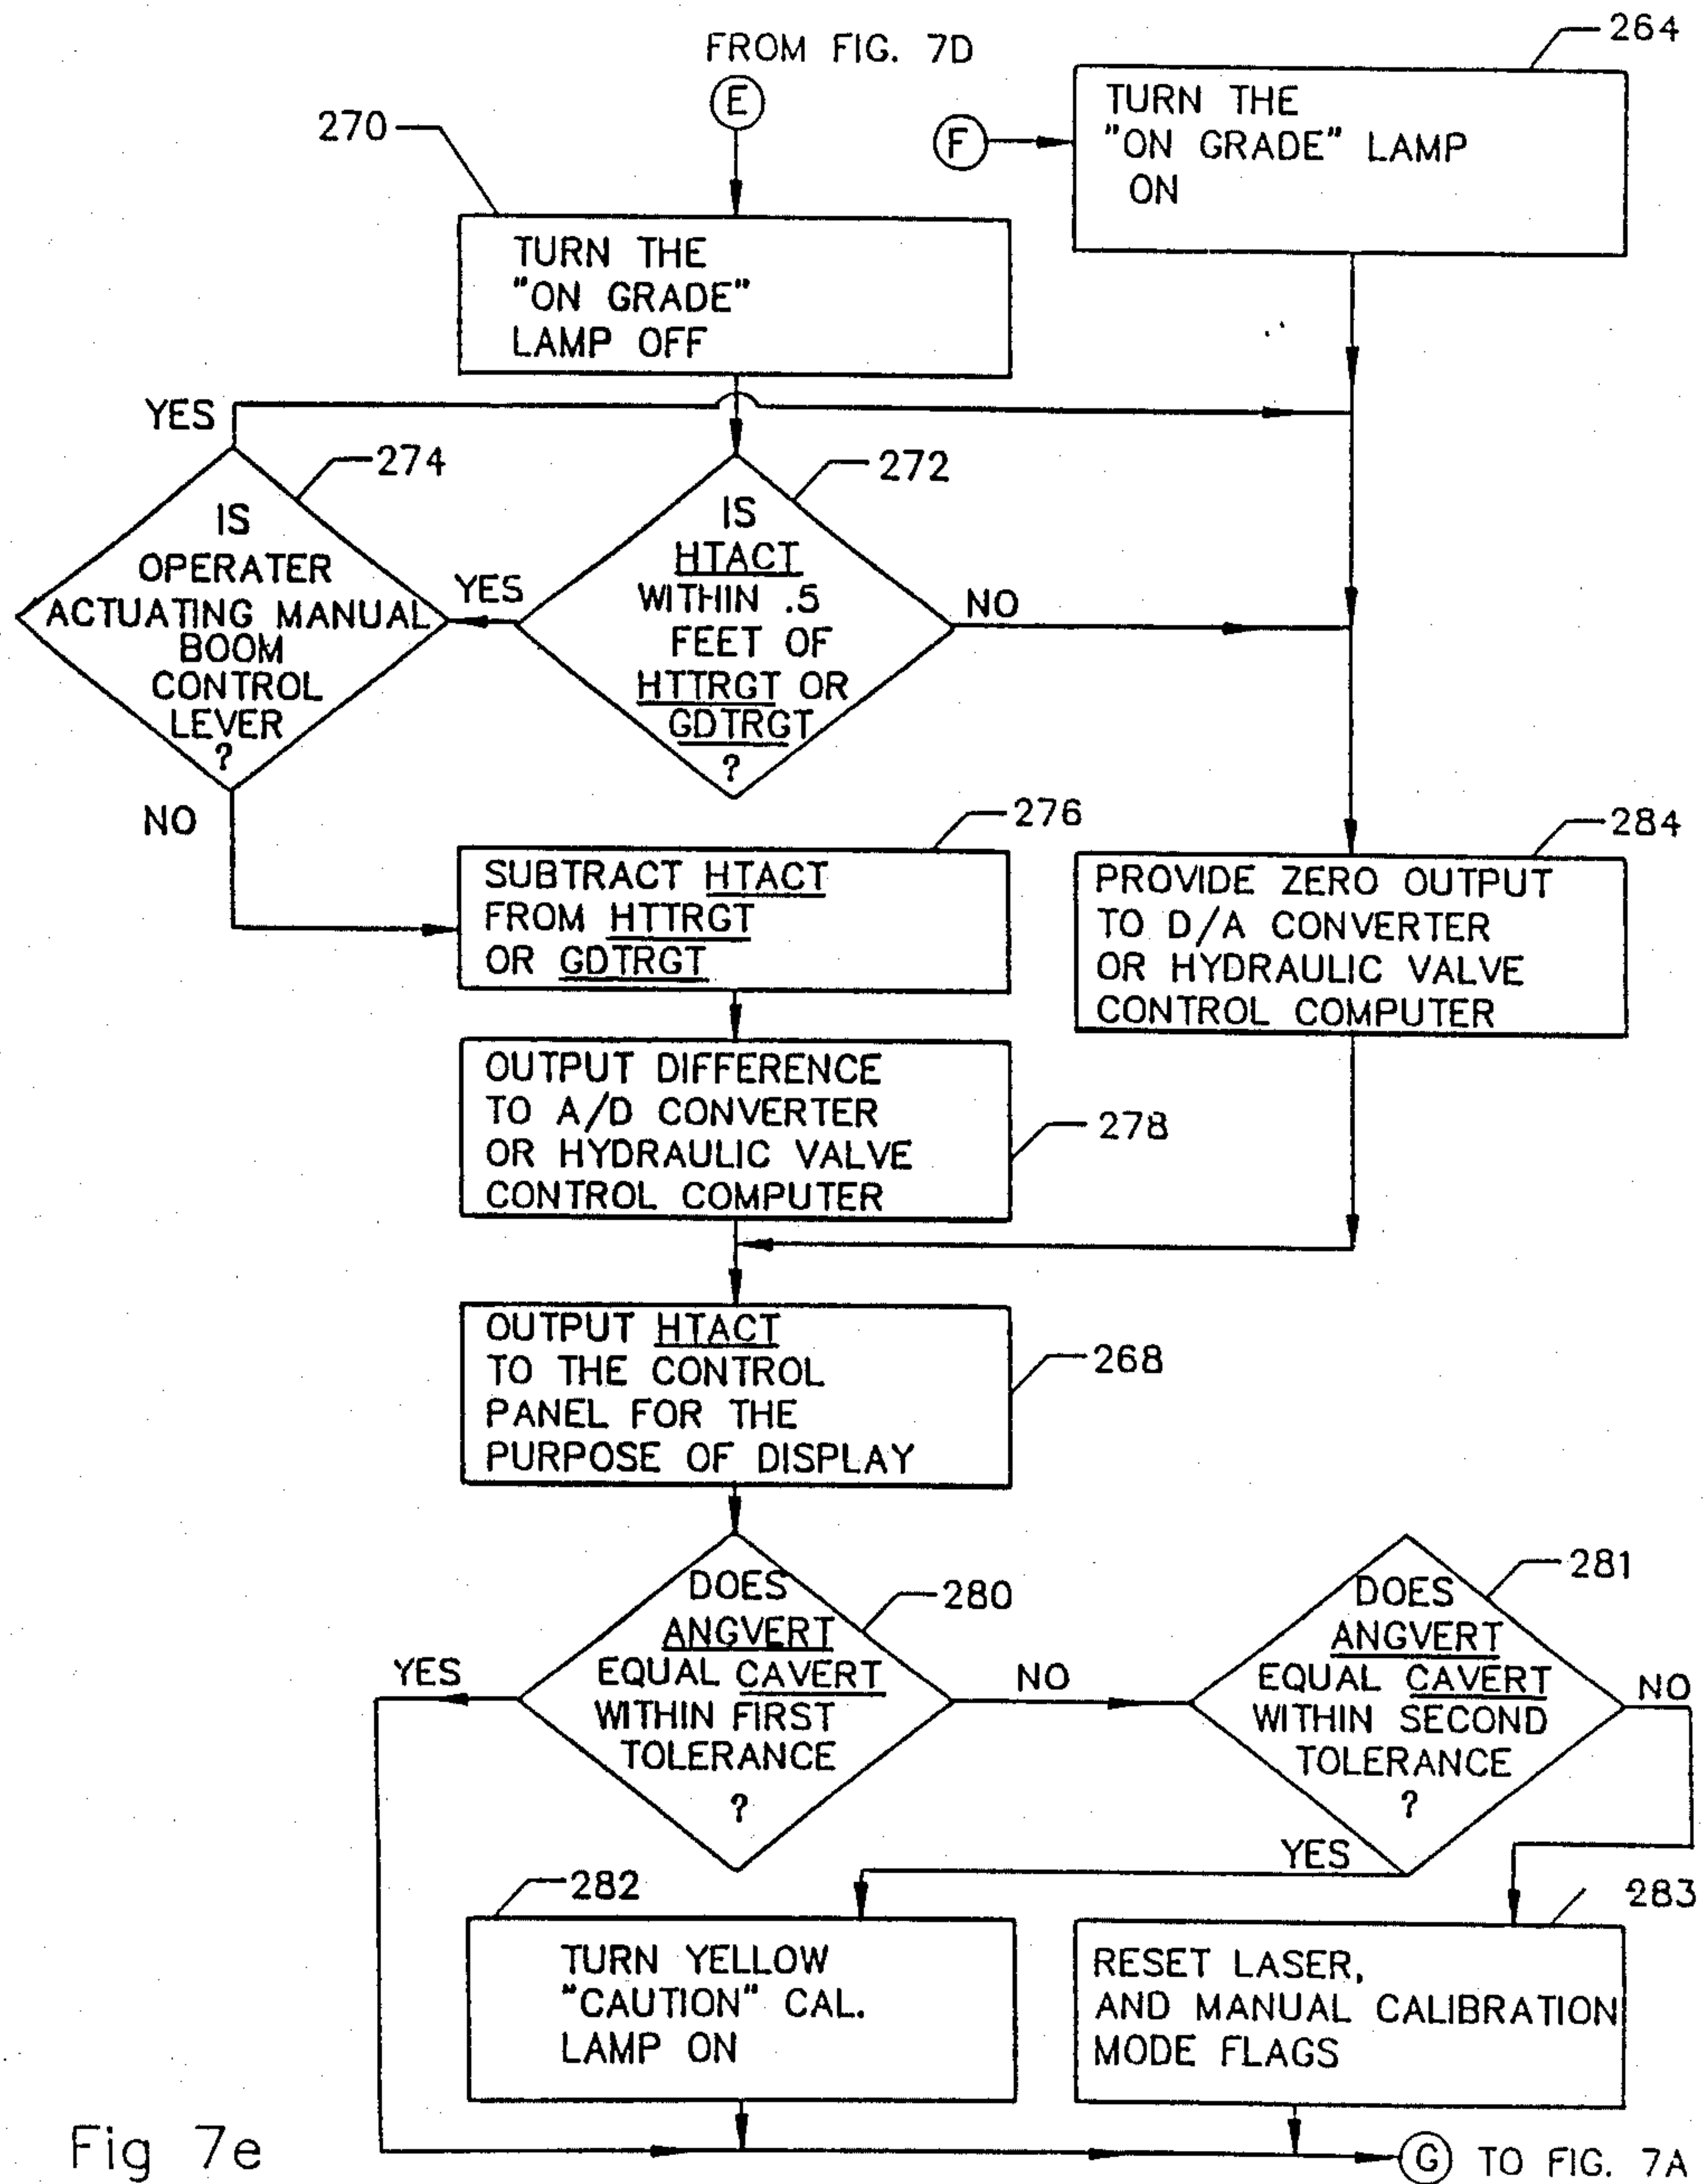 FROM FIG. 7D
E
264
F
TURN THE
"ON GRADE" LAMP
ON
270
TURN THE
"ON GRADE"
LAMP OFF
YES
274
IS
OPERATER
ACTUATING MANUAL
BOOM
CONTROL
LEVER
?
YES
272
IS
HTACT
WITHIN .5
FEET OF
HTTRGT OR
GDTRGT
?
NO
NO
276
SUBTRACT HTACT
FROM HTTRGT
OR GDTRGT
284
PROVIDE ZERO OUTPUT
TO D/A CONVERTER
OR HYDRAULIC VALVE
CONTROL COMPUTER
OUTPUT DIFFERENCE
TO A/D CONVERTER
OR HYDRAULIC VALVE
CONTROL COMPUTER
278
OUTPUT HTACT
TO THE CONTROL
PANEL FOR THE
PURPOSE OF DISPLAY
268
YES
DOES
ANGVERT
EQUAL CAVERT
WITHIN FIRST
TOLERANCE
?
280
NO
DOES
ANGVERT
EQUAL CAVERT
WITHIN SECOND
TOLERANCE
?
281
NO
YES
282
TURN YELLOW
"CAUTION" CAL.
LAMP ON
283
RESET LASER,
AND MANUAL CALIBRATION
MODE FLAGS
Fig 7e
G TO FIG. 7A